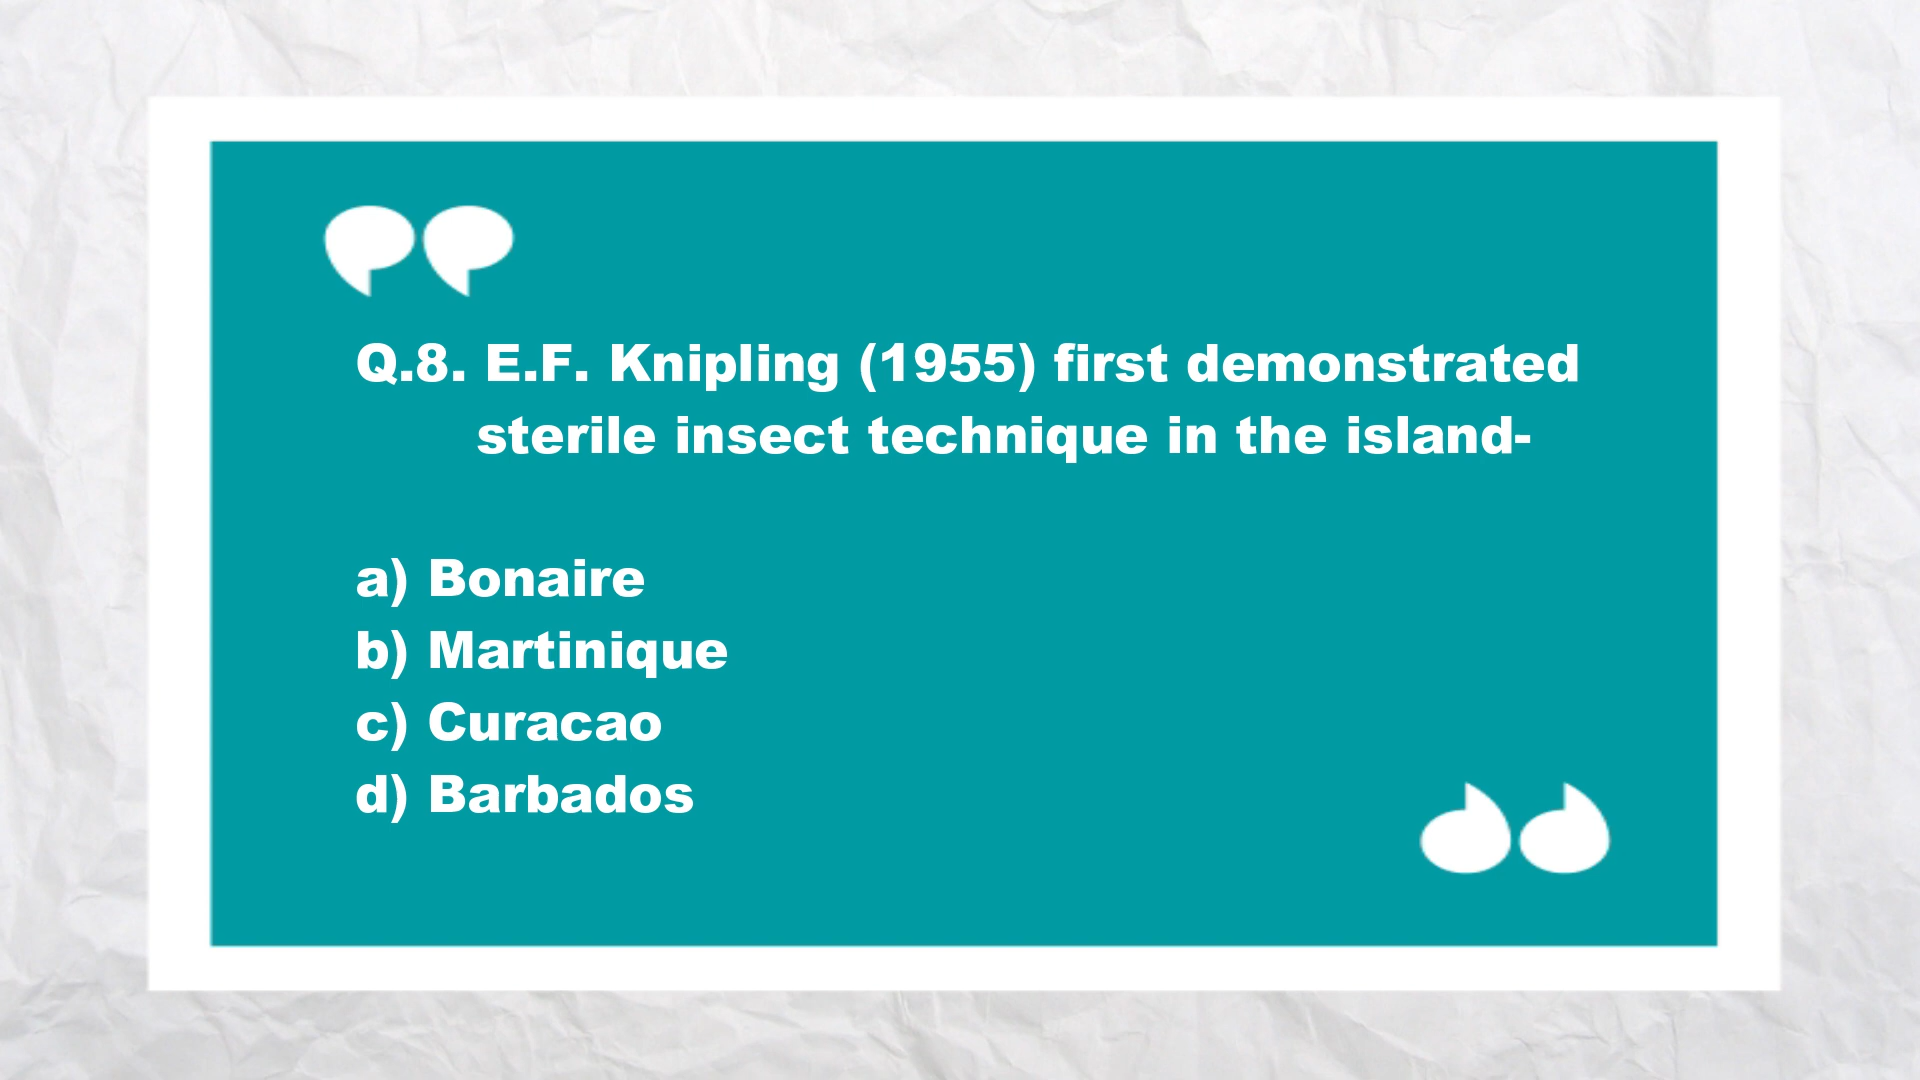 Q.8. E.F. Knipling (1955) first demonstrated
sterile insect technique in the island-
a) Bonaire
b) Martinique
c) Curacao
d) Barbados